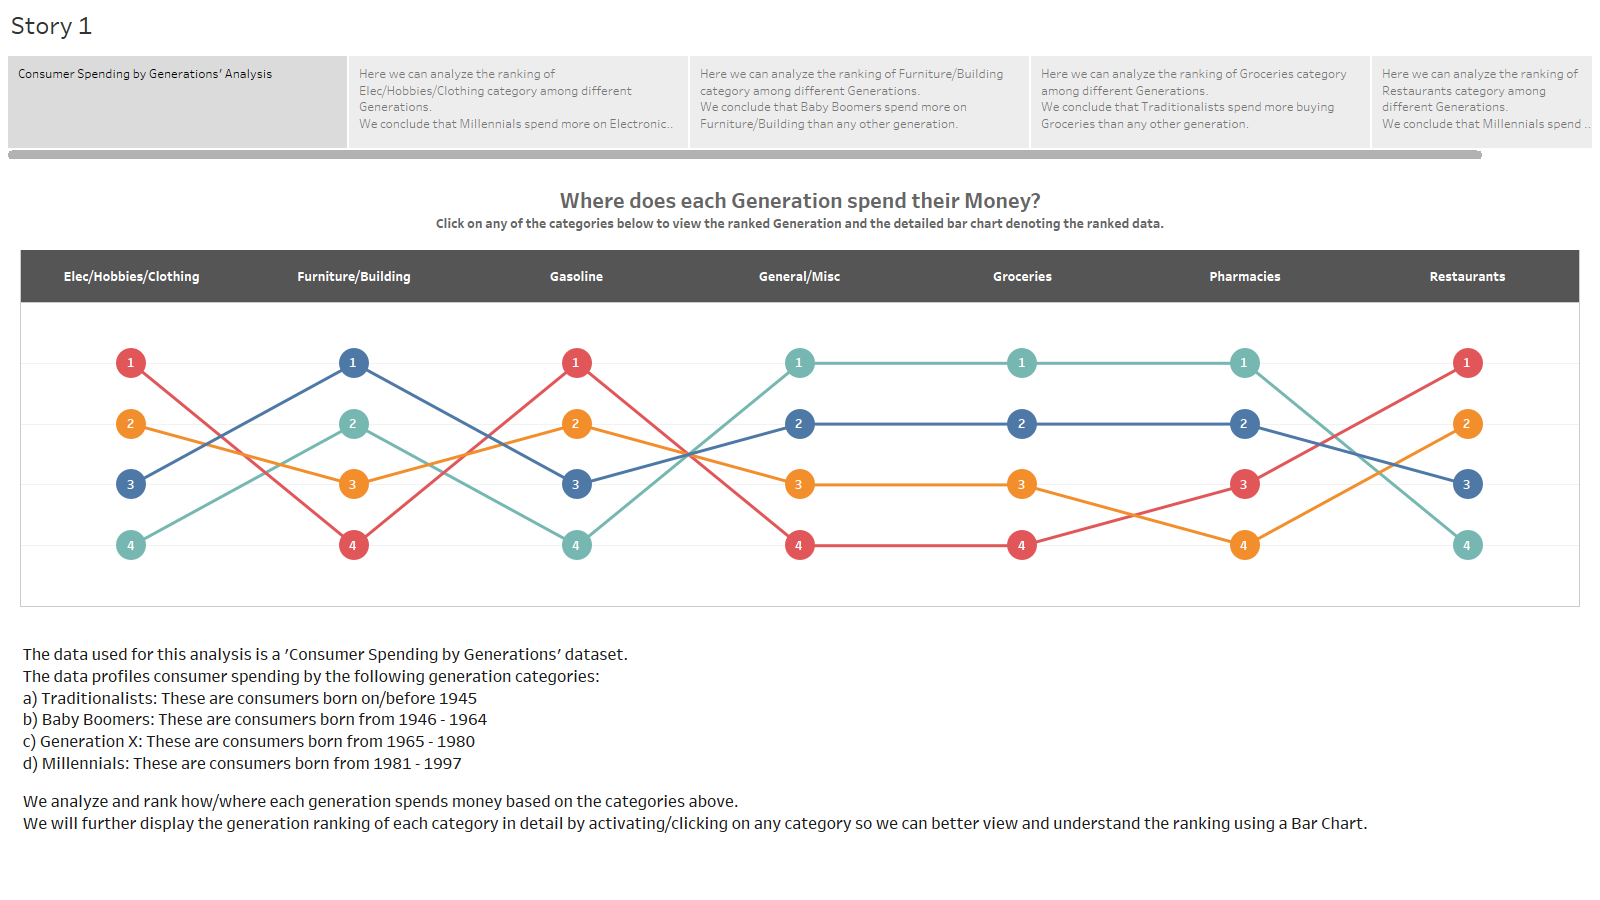 Story 1
Consumer Spending by Generations' Analysis
Here we can analyze the ranking of
Elec/Hobbies/Clothing category among different
Generations.
We conclude that Millennials spend more on Electronic..
Here we can analyze the ranking of Furniture/Building
category among different Generations.
We conclude that Baby Boomers spend more on
Furniture/Building than any other generation.
Here we can analyze the ranking of Groceries category
among different Generations.
We conclude that Traditionalists spend more buying
Groceries than any other generation.
Here we can analyze the ranking of
Restaurants category among
different Generations.
We conclude that Millennials spend ..
Where does each Generation spend their Money?
Click on any of the categories below to view the ranked Generation and the detailed bar chart denoting the ranked data.
Elec/Hobbies/Clothing Furniture/Building Gasoline General/Misc Groceries Pharmacies Restaurants
1 1 1 1 1 1 1
2 2 2 2 2 2 2
3 3 3 3 3 3 3
4 4 4 4 4 4 4
The data used for this analysis is a 'Consumer Spending by Generations' dataset.
The data profiles consumer spending by the following generation categories:
a) Traditionalists: These are consumers born on/before 1945
b) Baby Boomers: These are consumers born from 1946 - 1964
c) Generation X: These are consumers born from 1965 - 1980
d) Millennials: These are consumers born from 1981 - 1997
We analyze and rank how/where each generation spends money based on the categories above.
We will further display the generation ranking of each category in detail by activating/clicking on any category so we can better view and understand the ranking using a Bar Chart.